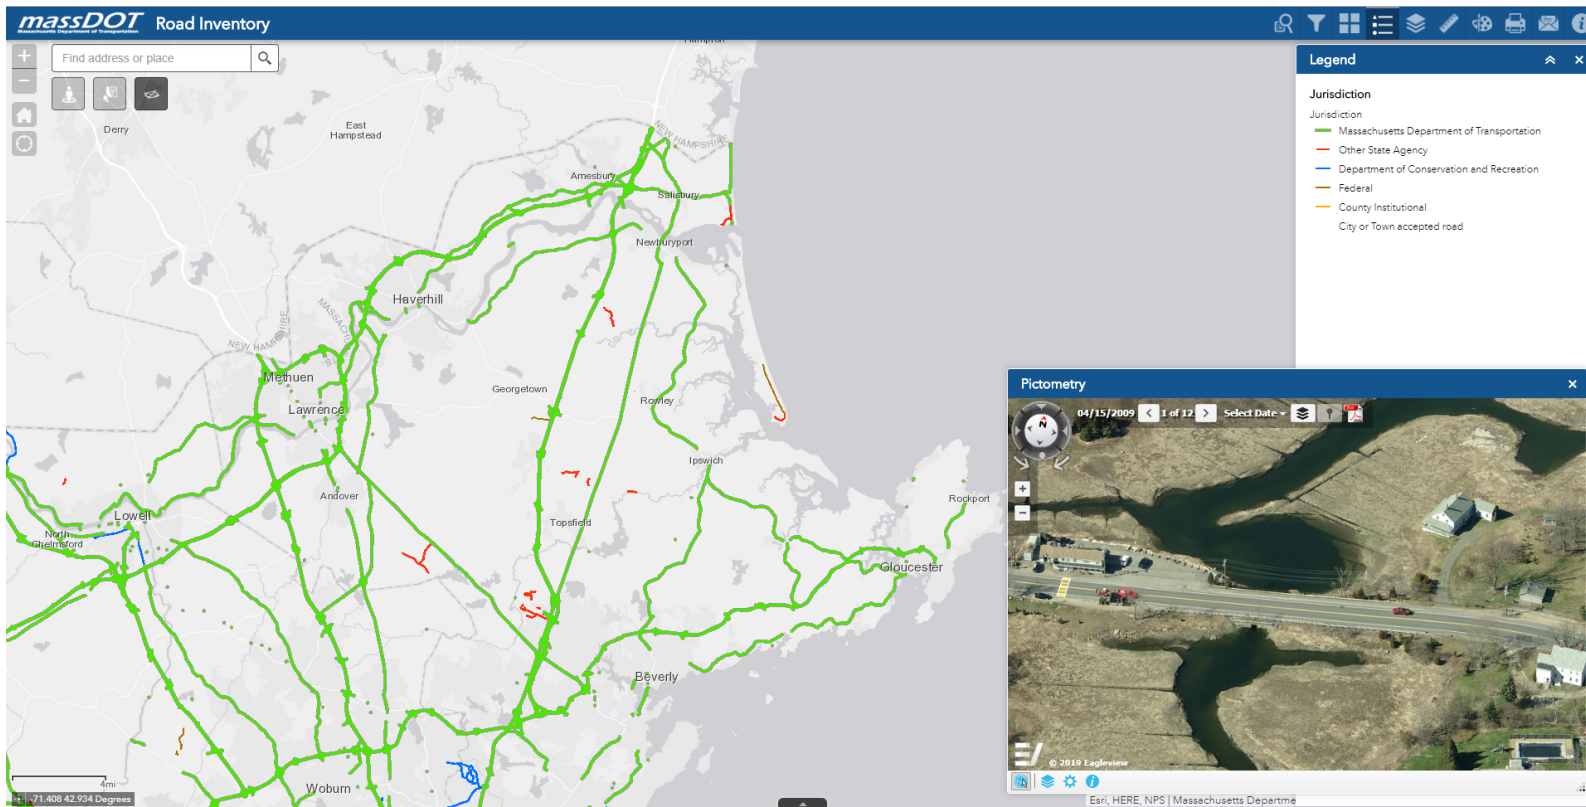 massDOT
Massachusetts Department of Transportation
Road Inventory
Find address or place
Hampton
Derry
East
Hampstead
NEW HAMPSHIRE
Amesbury
Salisbury
Newburyport
Haverhill
NEW HAMPSHIRE
Methuen
Lawrence
Georgetown
Rowley
Ipswich
Rockport
Andover
Lowell
North
Chelmsford
Topsfield
Gloucester
Beverly
Woburn
4mi
-71.408 42.934 Degrees
Legend
Jurisdiction
Jurisdiction
Massachusetts Department of Transportation
Other State Agency
Department of Conservation and Recreation
Federal
County Institutional
City or Town accepted road
Pictometry
N
04/15/2009 < 1 of 12 > Select Date
PDF
© 2019 Eagleview
Esri, HERE, NPS | Massachusetts Departme